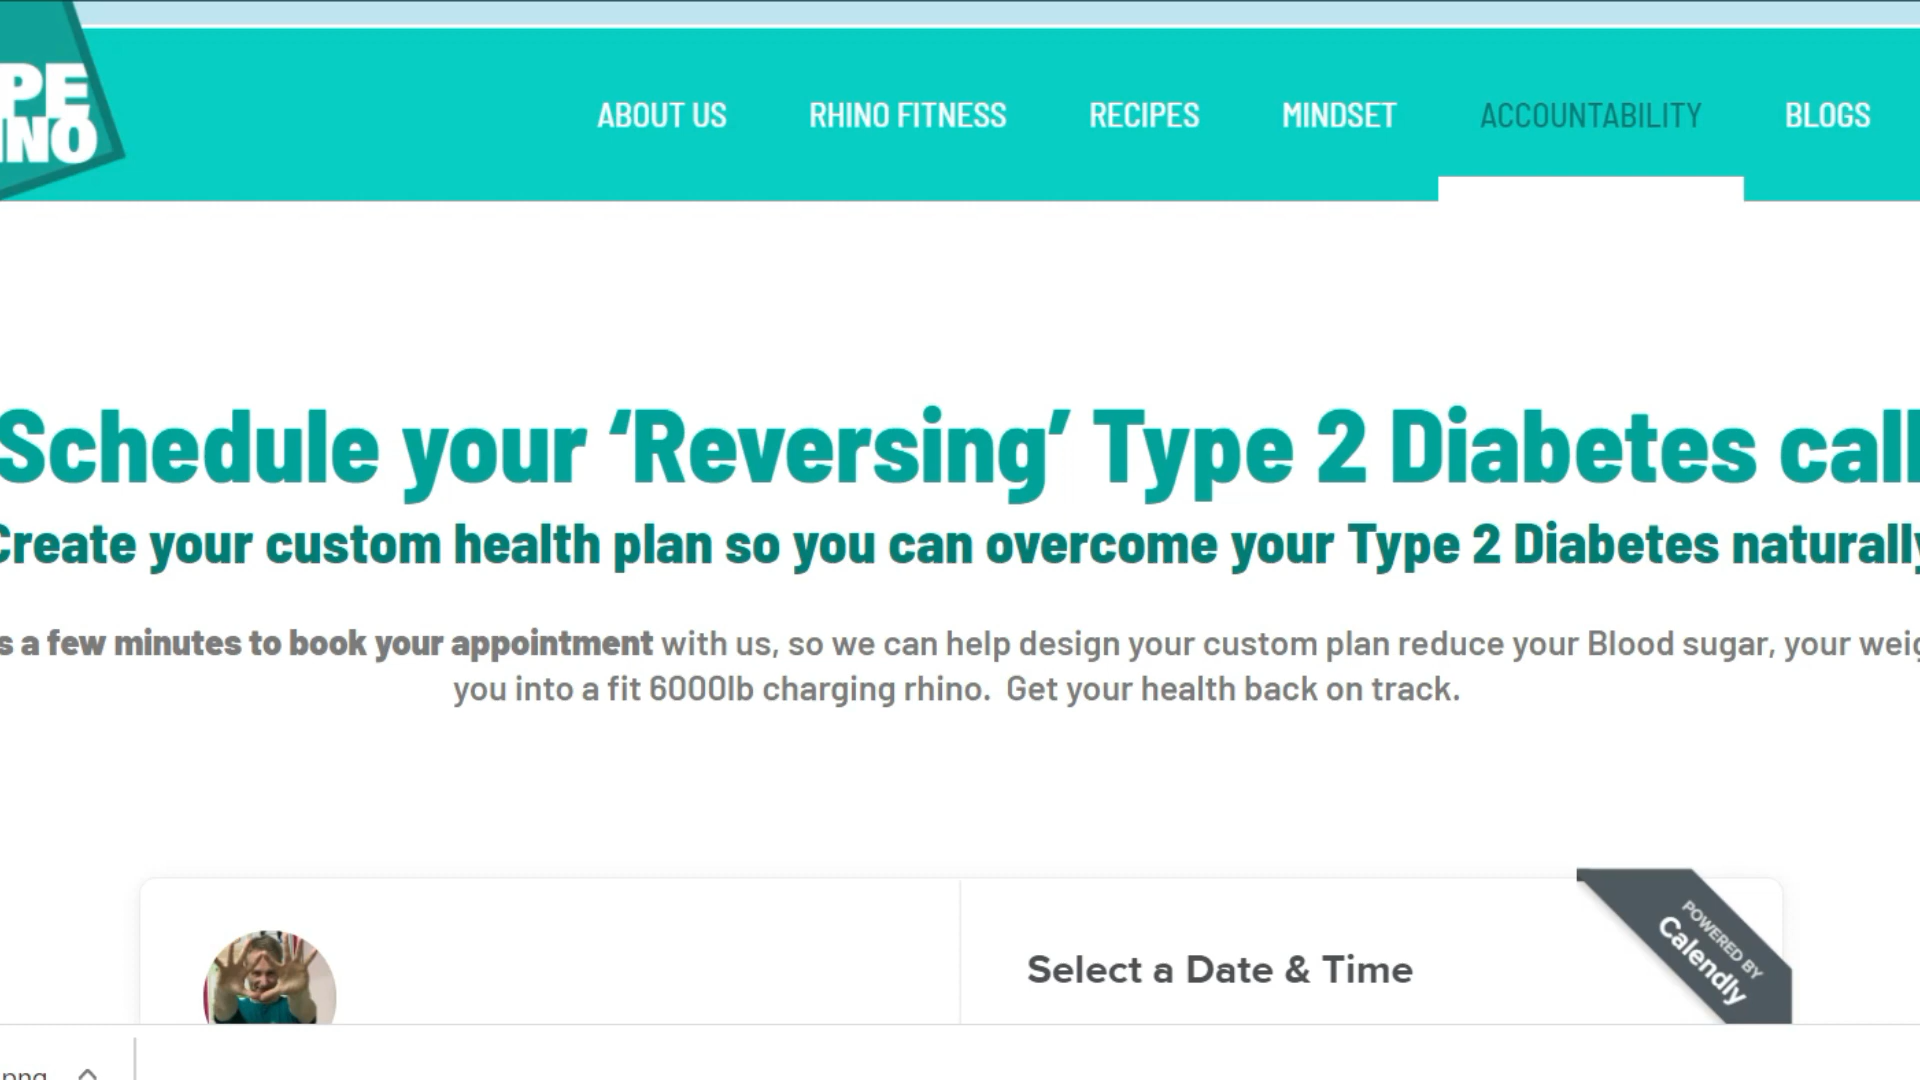 PE
INO
ABOUT US RHINO FITNESS RECIPES MINDSET ACCOUNTABILITY BLOGS
Schedule your ‘Reversing’ Type 2 Diabetes call
Create your custom health plan so you can overcome your Type 2 Diabetes naturally
s a few minutes to book your appointment with us, so we can help design your custom plan reduce your Blood sugar, your weig
you into a fit 6000lb charging rhino. Get your health back on track.
POWERED BY
Calendly
Select a Date & Time
.png